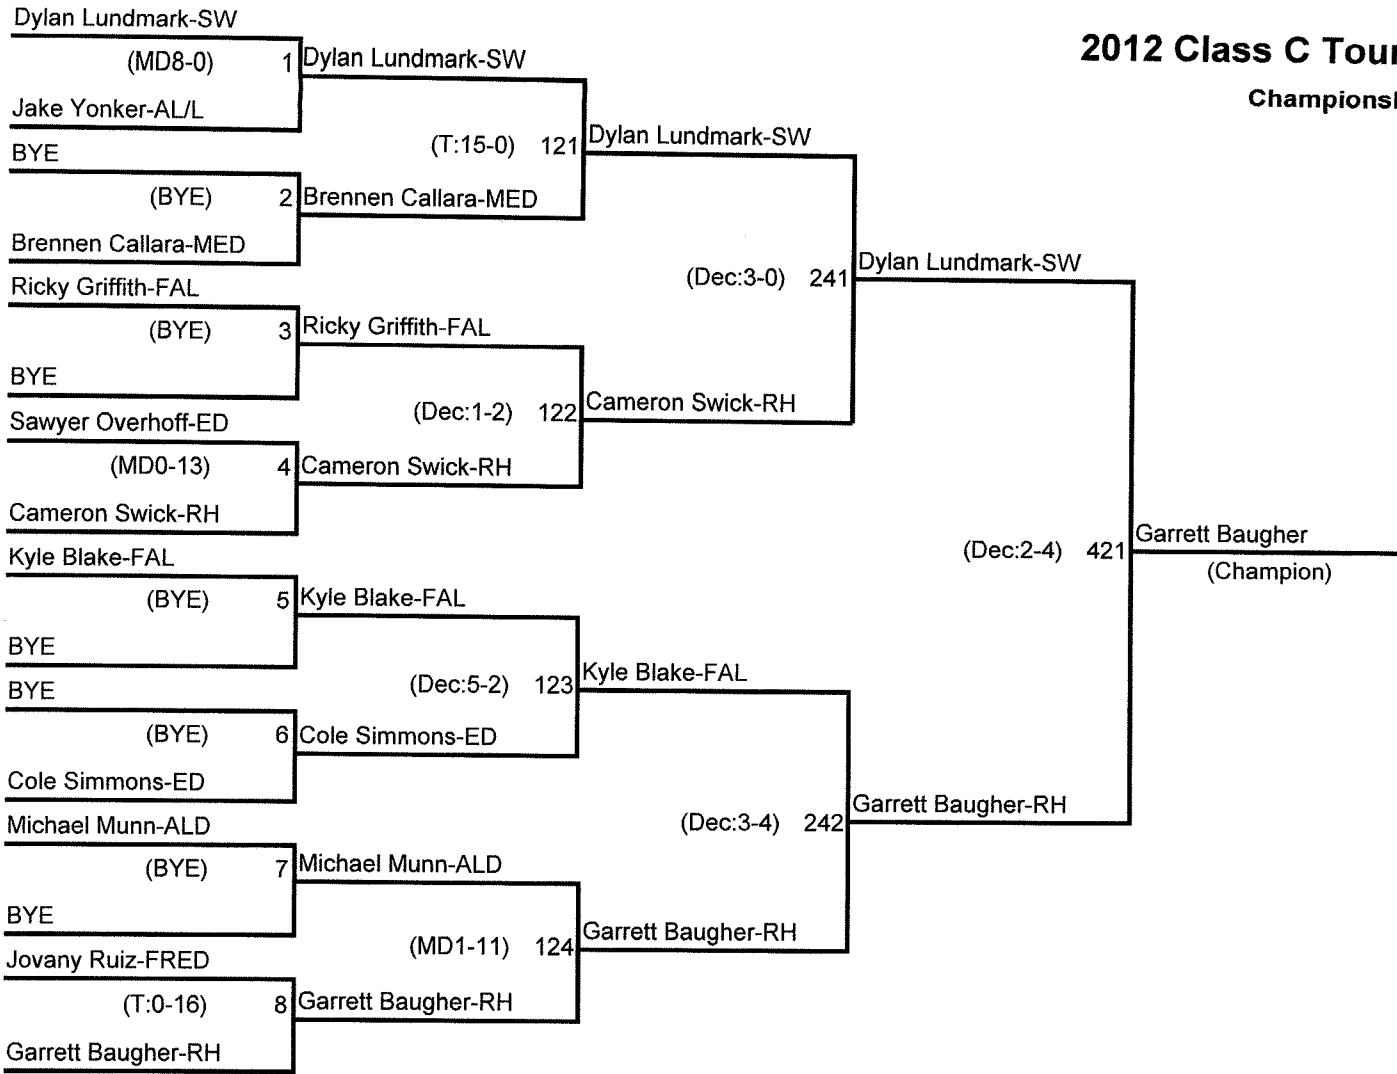 Dylan Lundmark-SW
2012 Class C Tour
(MD8-0) 1 Dylan Lundmark-SW
Championsh
Jake Yonker-AL/L
(T:15-0) 121 Dylan Lundmark-SW
BYE
(BYE) 2 Brennen Callara-MED
Brennen Callara-MED
(Dec:3-0) 241 Dylan Lundmark-SW
Ricky Griffith-FAL
(BYE) 3 Ricky Griffith-FAL
BYE
(Dec:1-2) 122 Cameron Swick-RH
Sawyer Overhoff-ED
(MD0-13) 4 Cameron Swick-RH
Cameron Swick-RH
(Dec:2-4) 421 Garrett Baugher
(Champion)
Kyle Blake-FAL
(BYE) 5 Kyle Blake-FAL
BYE
(Dec:5-2) 123 Kyle Blake-FAL
BYE
(BYE) 6 Cole Simmons-ED
Cole Simmons-ED
(Dec:3-4) 242 Garrett Baugher-RH
Michael Munn-ALD
(BYE) 7 Michael Munn-ALD
BYE
(MD1-11) 124 Garrett Baugher-RH
Jovany Ruiz-FRED
(T:0-16) 8 Garrett Baugher-RH
Garrett Baugher-RH